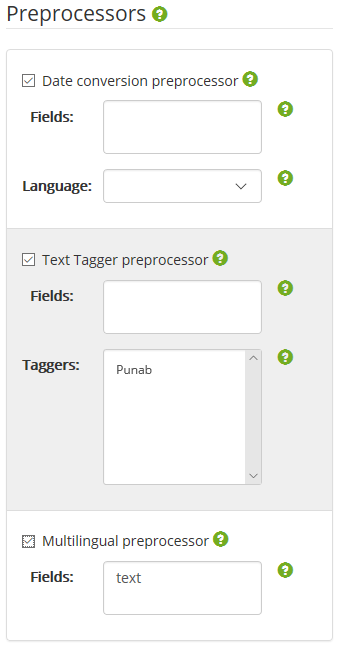 Preprocessors
Date conversion preprocessor
Fields:
Language:
Text Tagger preprocessor
Fields:
Taggers:
Punab
Multilingual preprocessor
Fields:
text